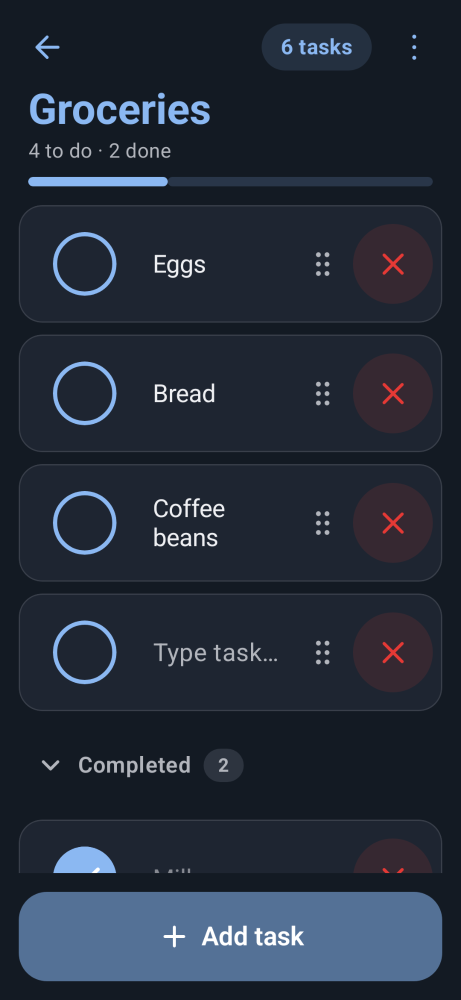 6 tasks
Groceries
4 to do · 2 done
Eggs
Bread
Coffee
beans
Type task...
Completed 2
Add task